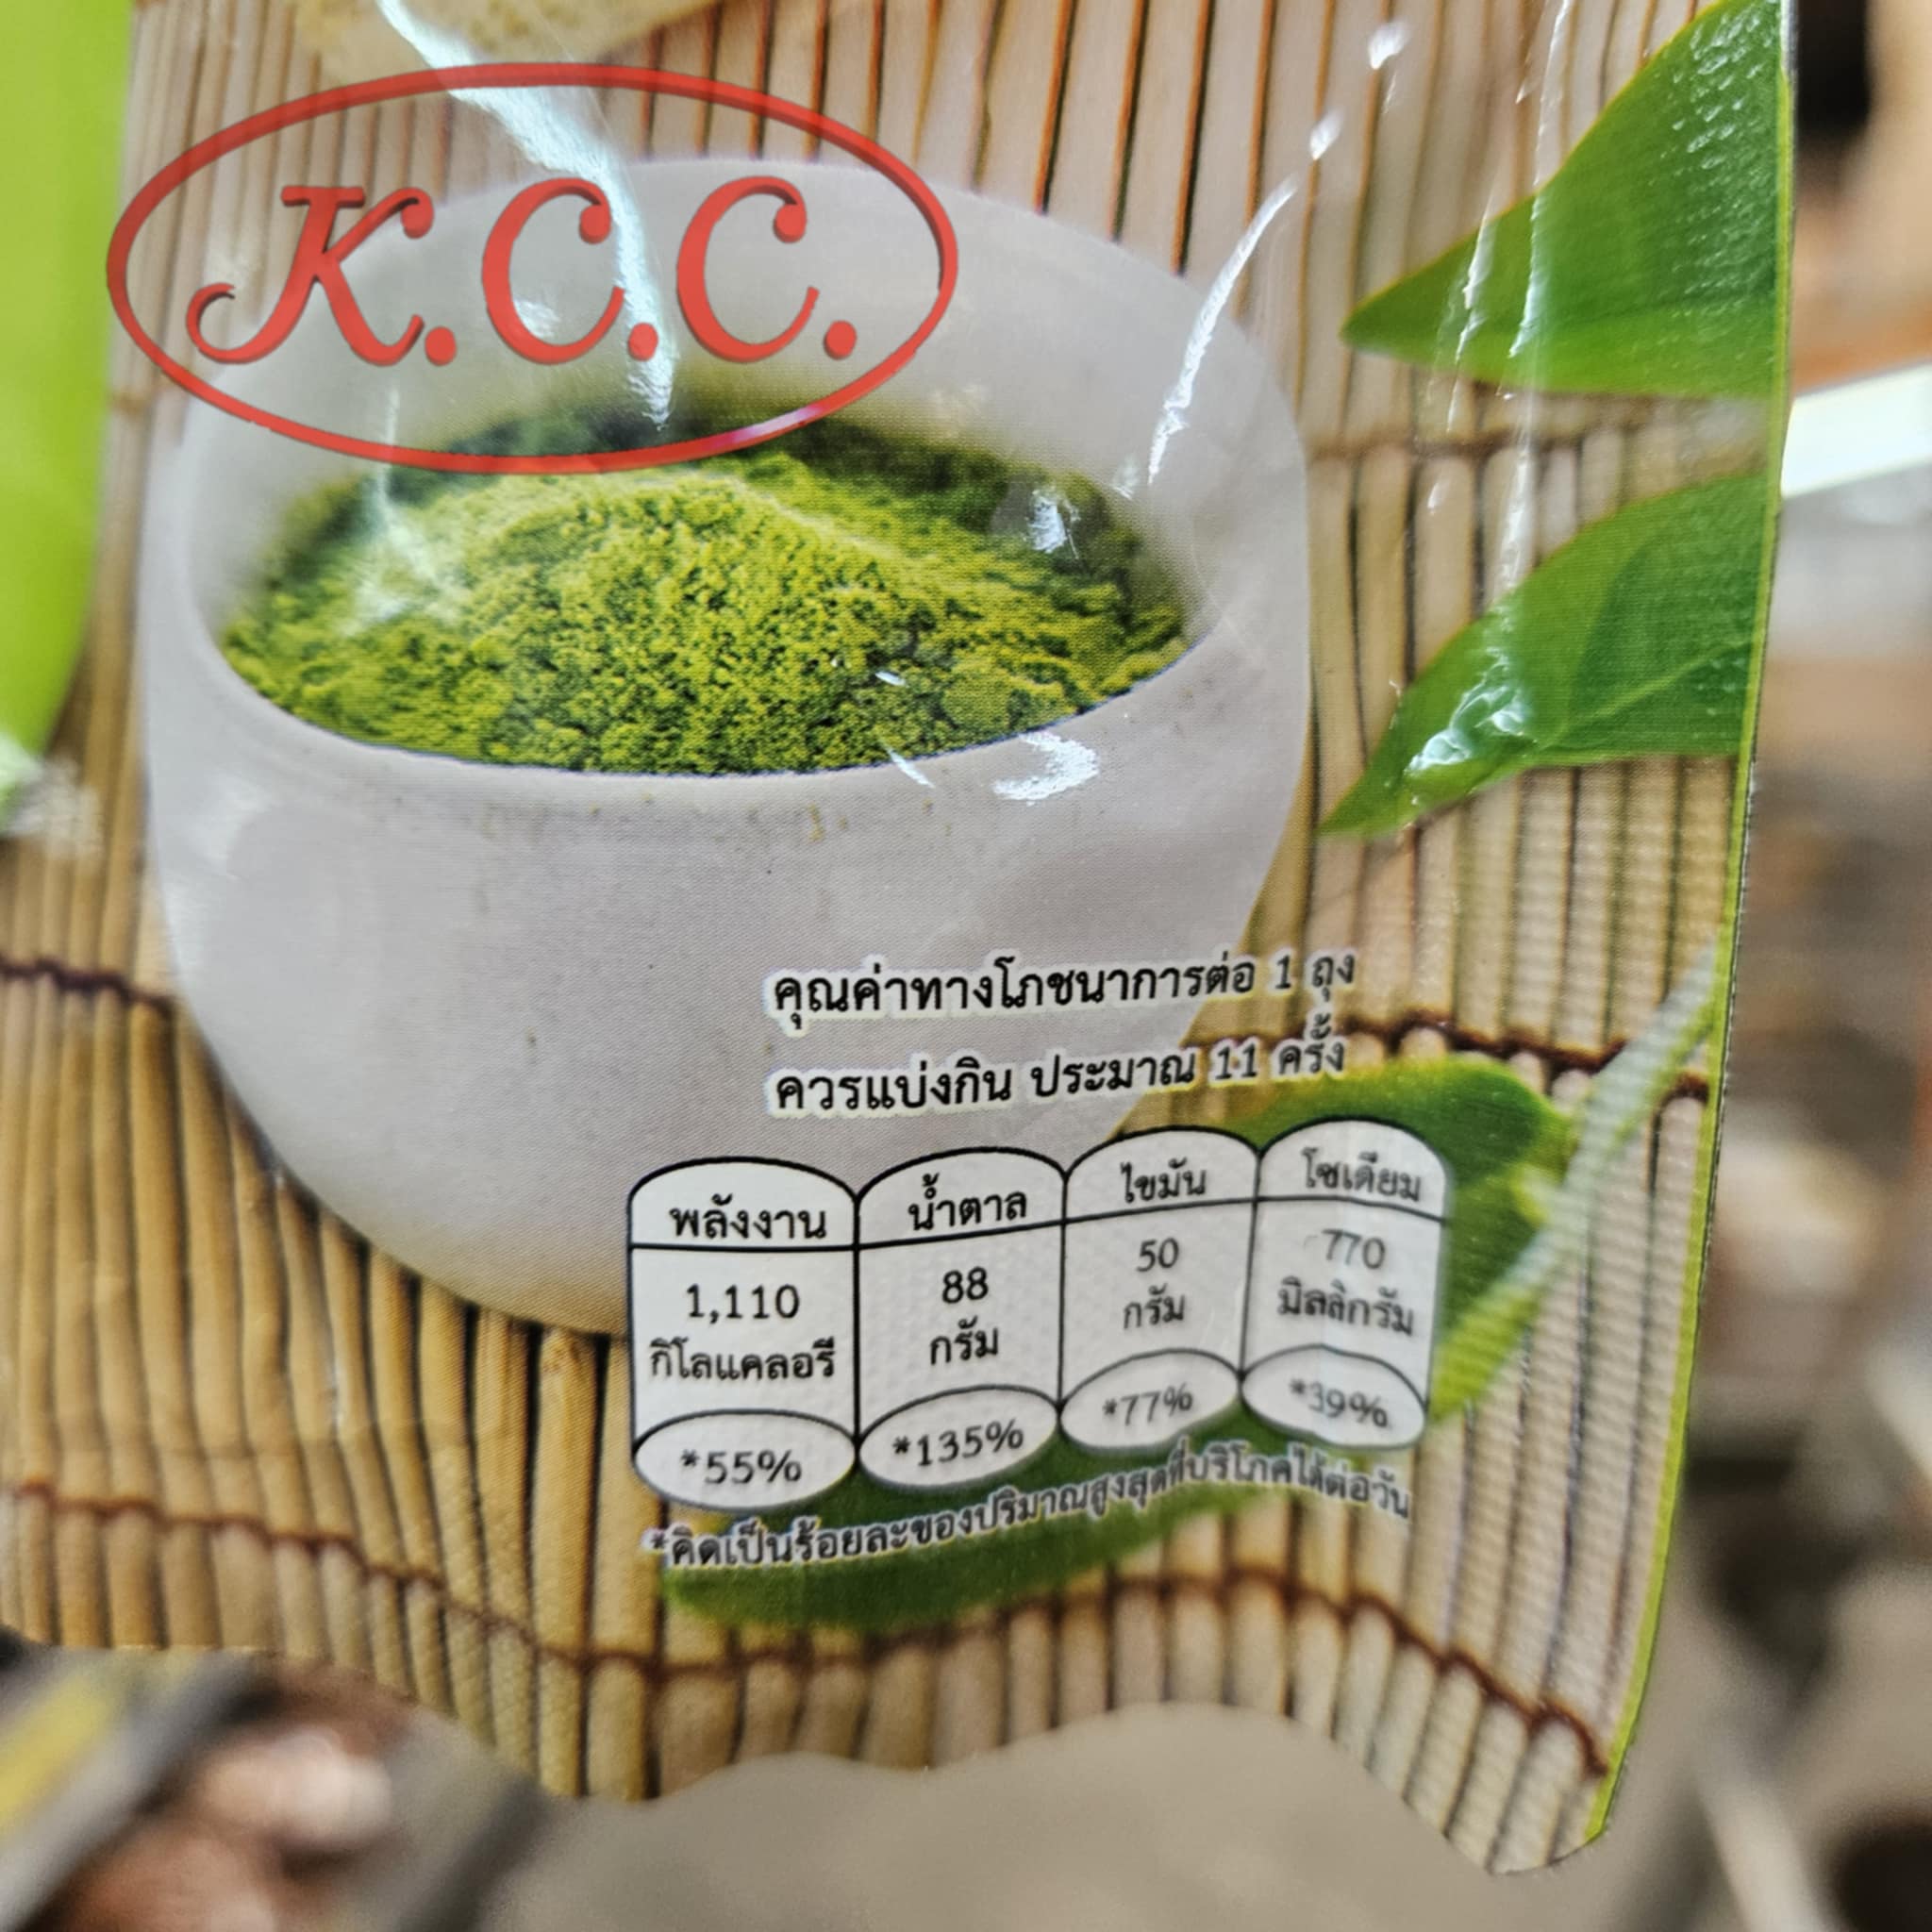 K.C.C.
คุณค่าทางโภชนาการต่อ 1 ถุง
ควรแบ่งกิน ประมาณ 11 ครั้ง
พลังงาน น้ำตาล ไขมัน โซเดียม
1,110 88 50 770
กิโลแคลอรี กรัม กรัม มิลลิกรัม
*55% *135% *77% *39%
*คิดเป็นร้อยละของปริมาณสูงสุดที่บริโภคได้ต่อวัน